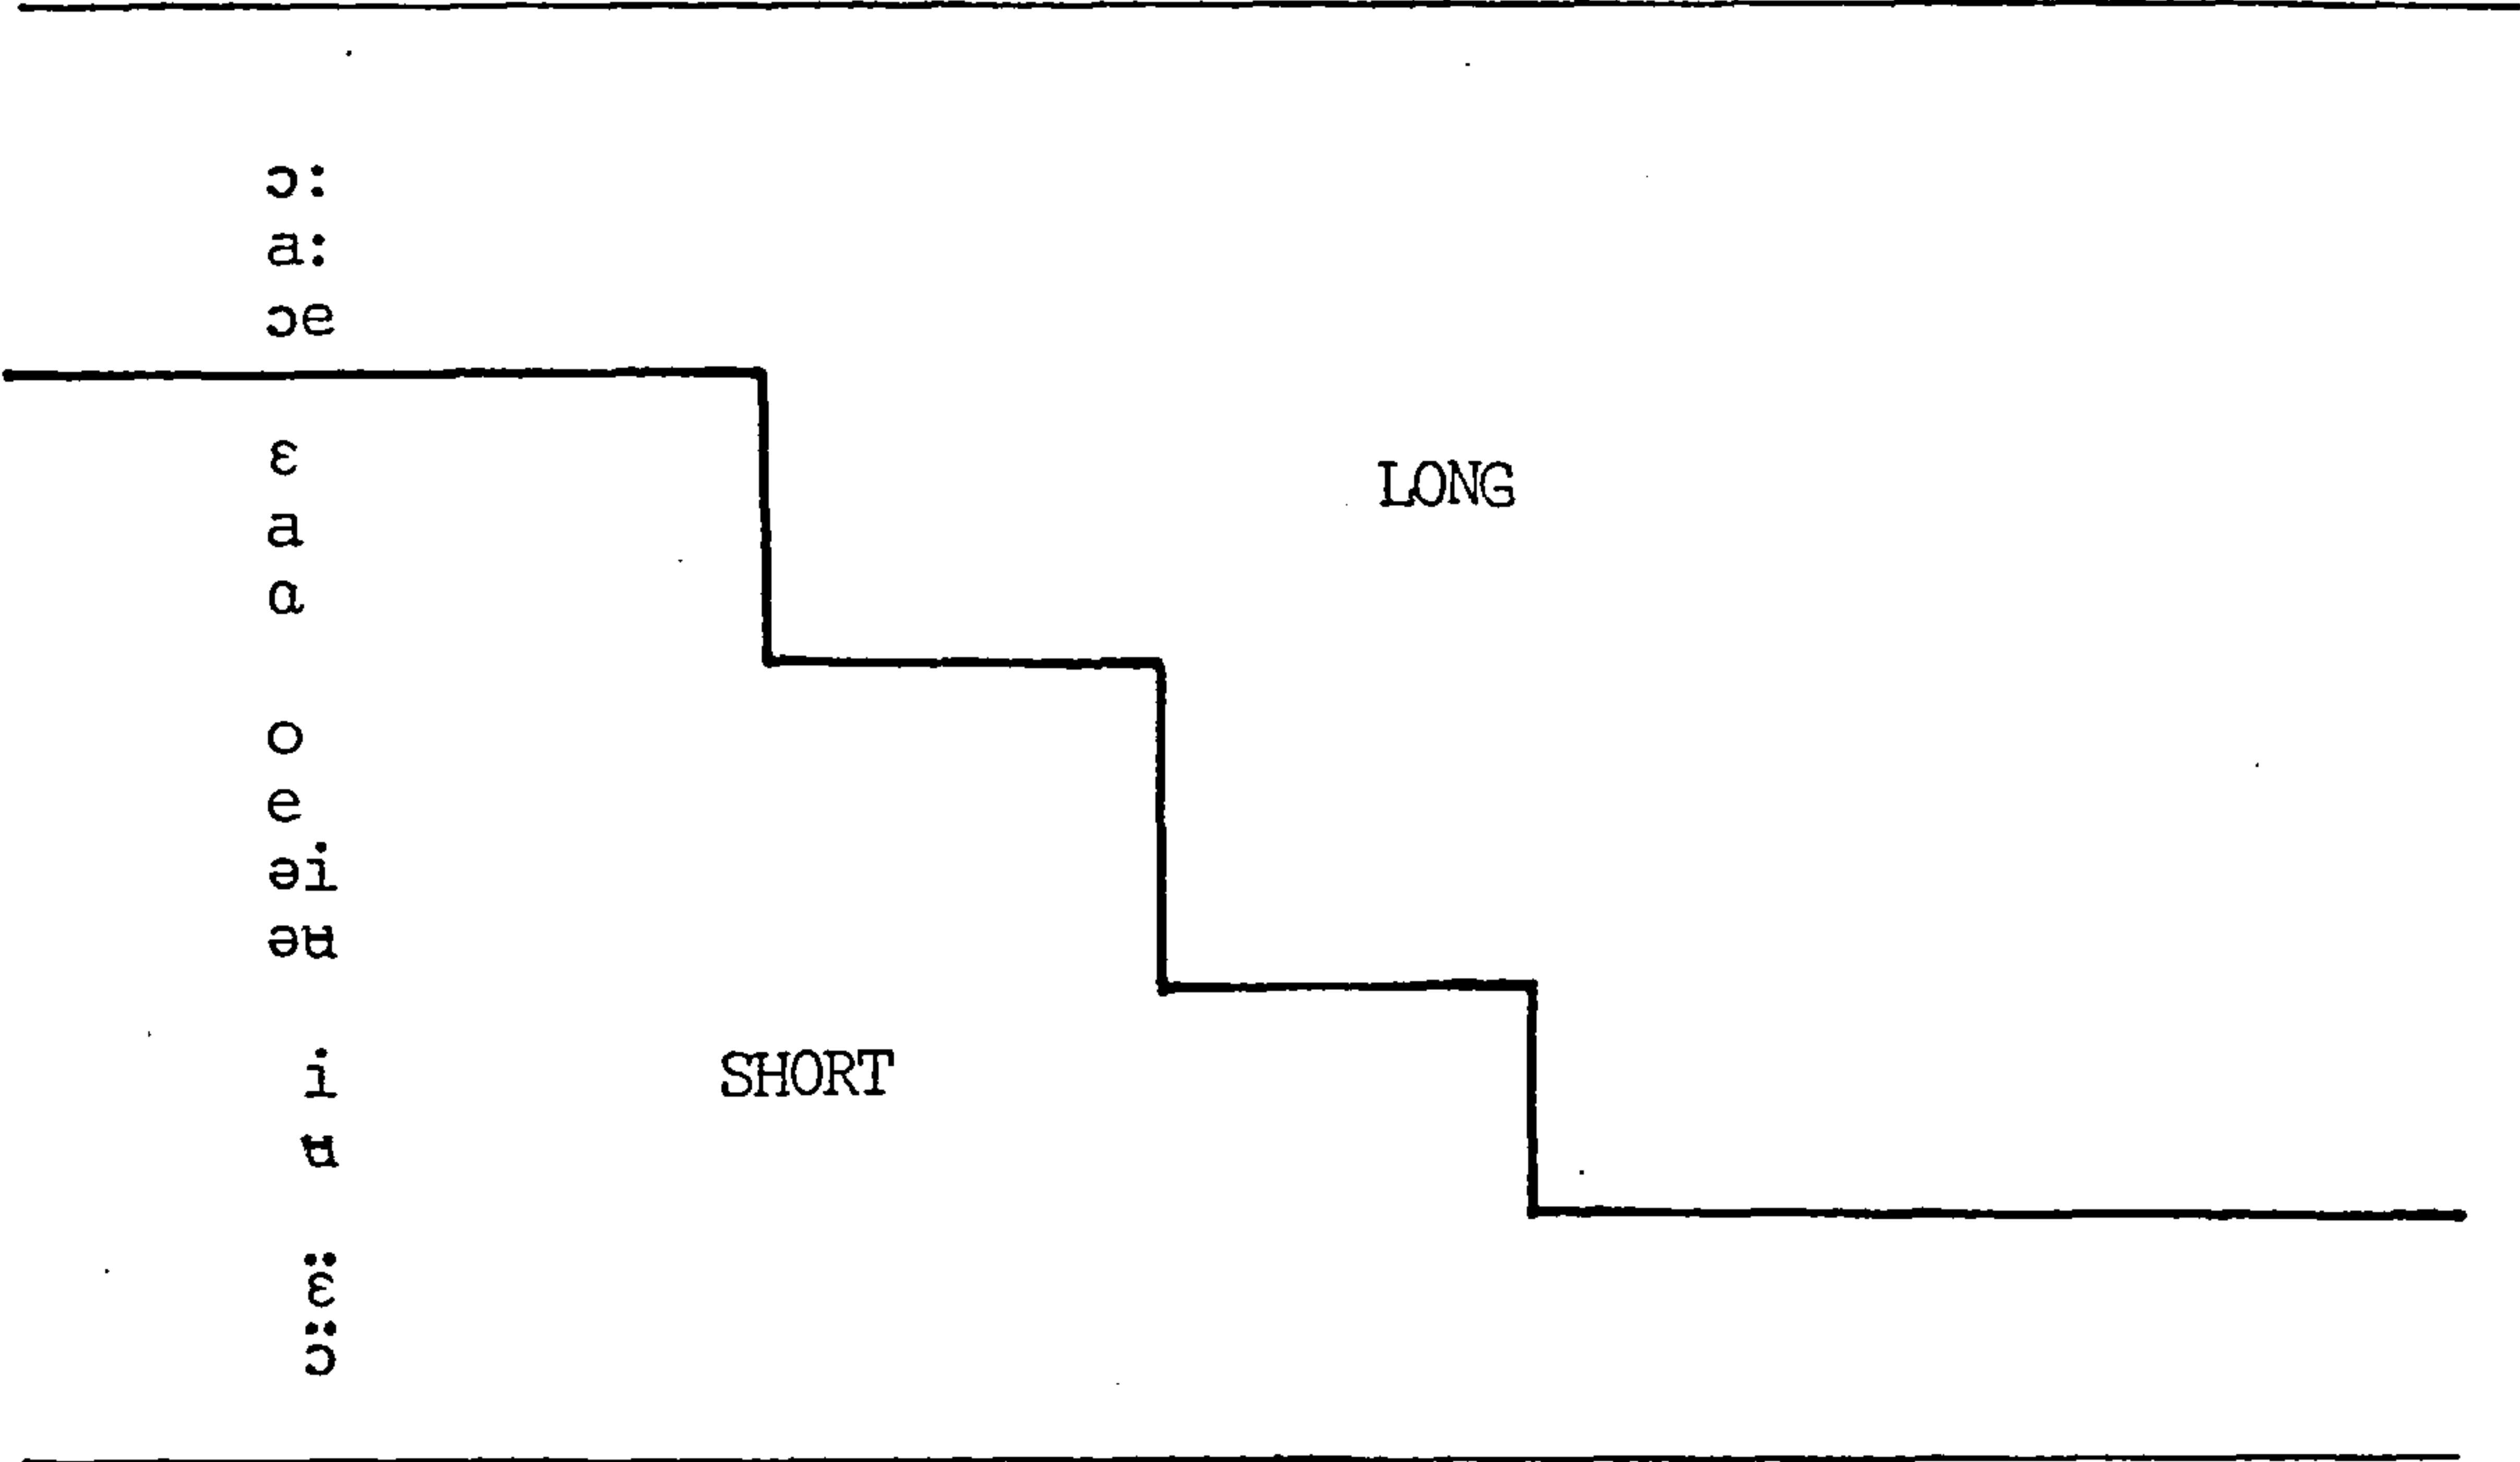 ɔ:
a:
ɔe
ɛ
LONG
a
ɑ
o
e
əi
əʉ
i
SHORT
ʉ
ɛ̈
ɔ̈